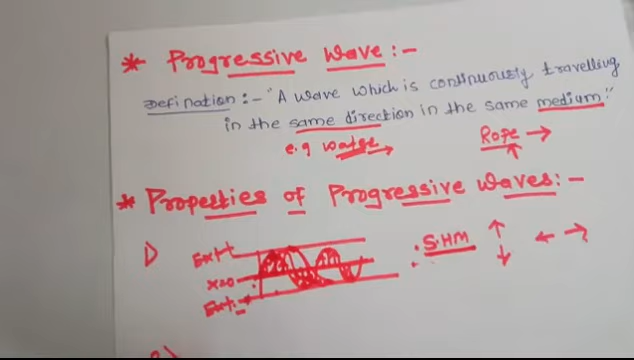 * Progressive Wave :-
Defination :- "A wave which is continuously travelling
in the same direction in the same medium."
e.g water → Rope →
* Properties of Progressive Waves :-
1) Ext+
S.H.M
x=0
Ext.-
2)